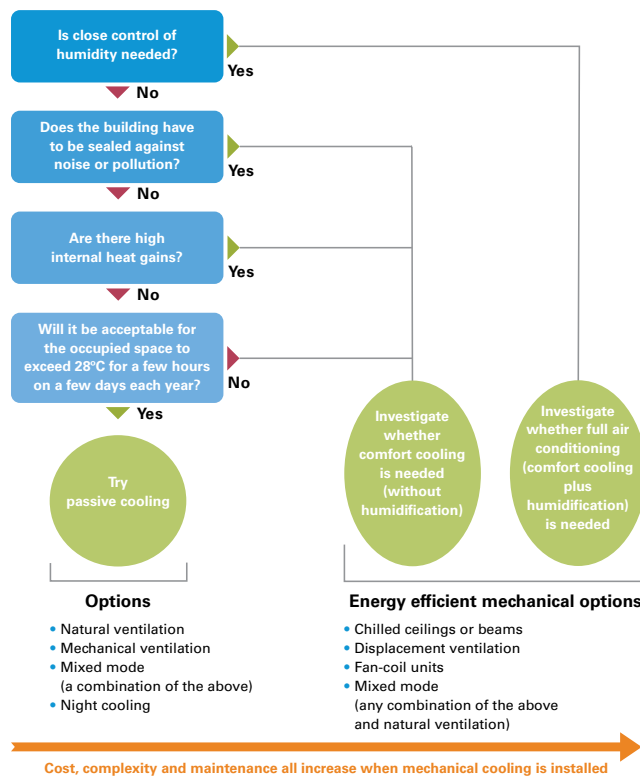 Is close control of
humidity needed?
Yes
No
Does the building have
to be sealed against
noise or pollution?
Yes
No
Are there high
internal heat gains?
Yes
No
Will it be acceptable for
the occupied space to
exceed 28ºC for a few hours
on a few days each year?
No
Yes
Try
passive cooling
Investigate
whether
comfort cooling
is needed
(without
humidification)
Investigate
whether full air
conditioning
(comfort cooling
plus
humidification)
is needed
Options
• Natural ventilation
• Mechanical ventilation
• Mixed mode
(a combination of the above)
• Night cooling
Energy efficient mechanical options
• Chilled ceilings or beams
• Displacement ventilation
• Fan-coil units
• Mixed mode
(any combination of the above
and natural ventilation)
Cost, complexity and maintenance all increase when mechanical cooling is installed